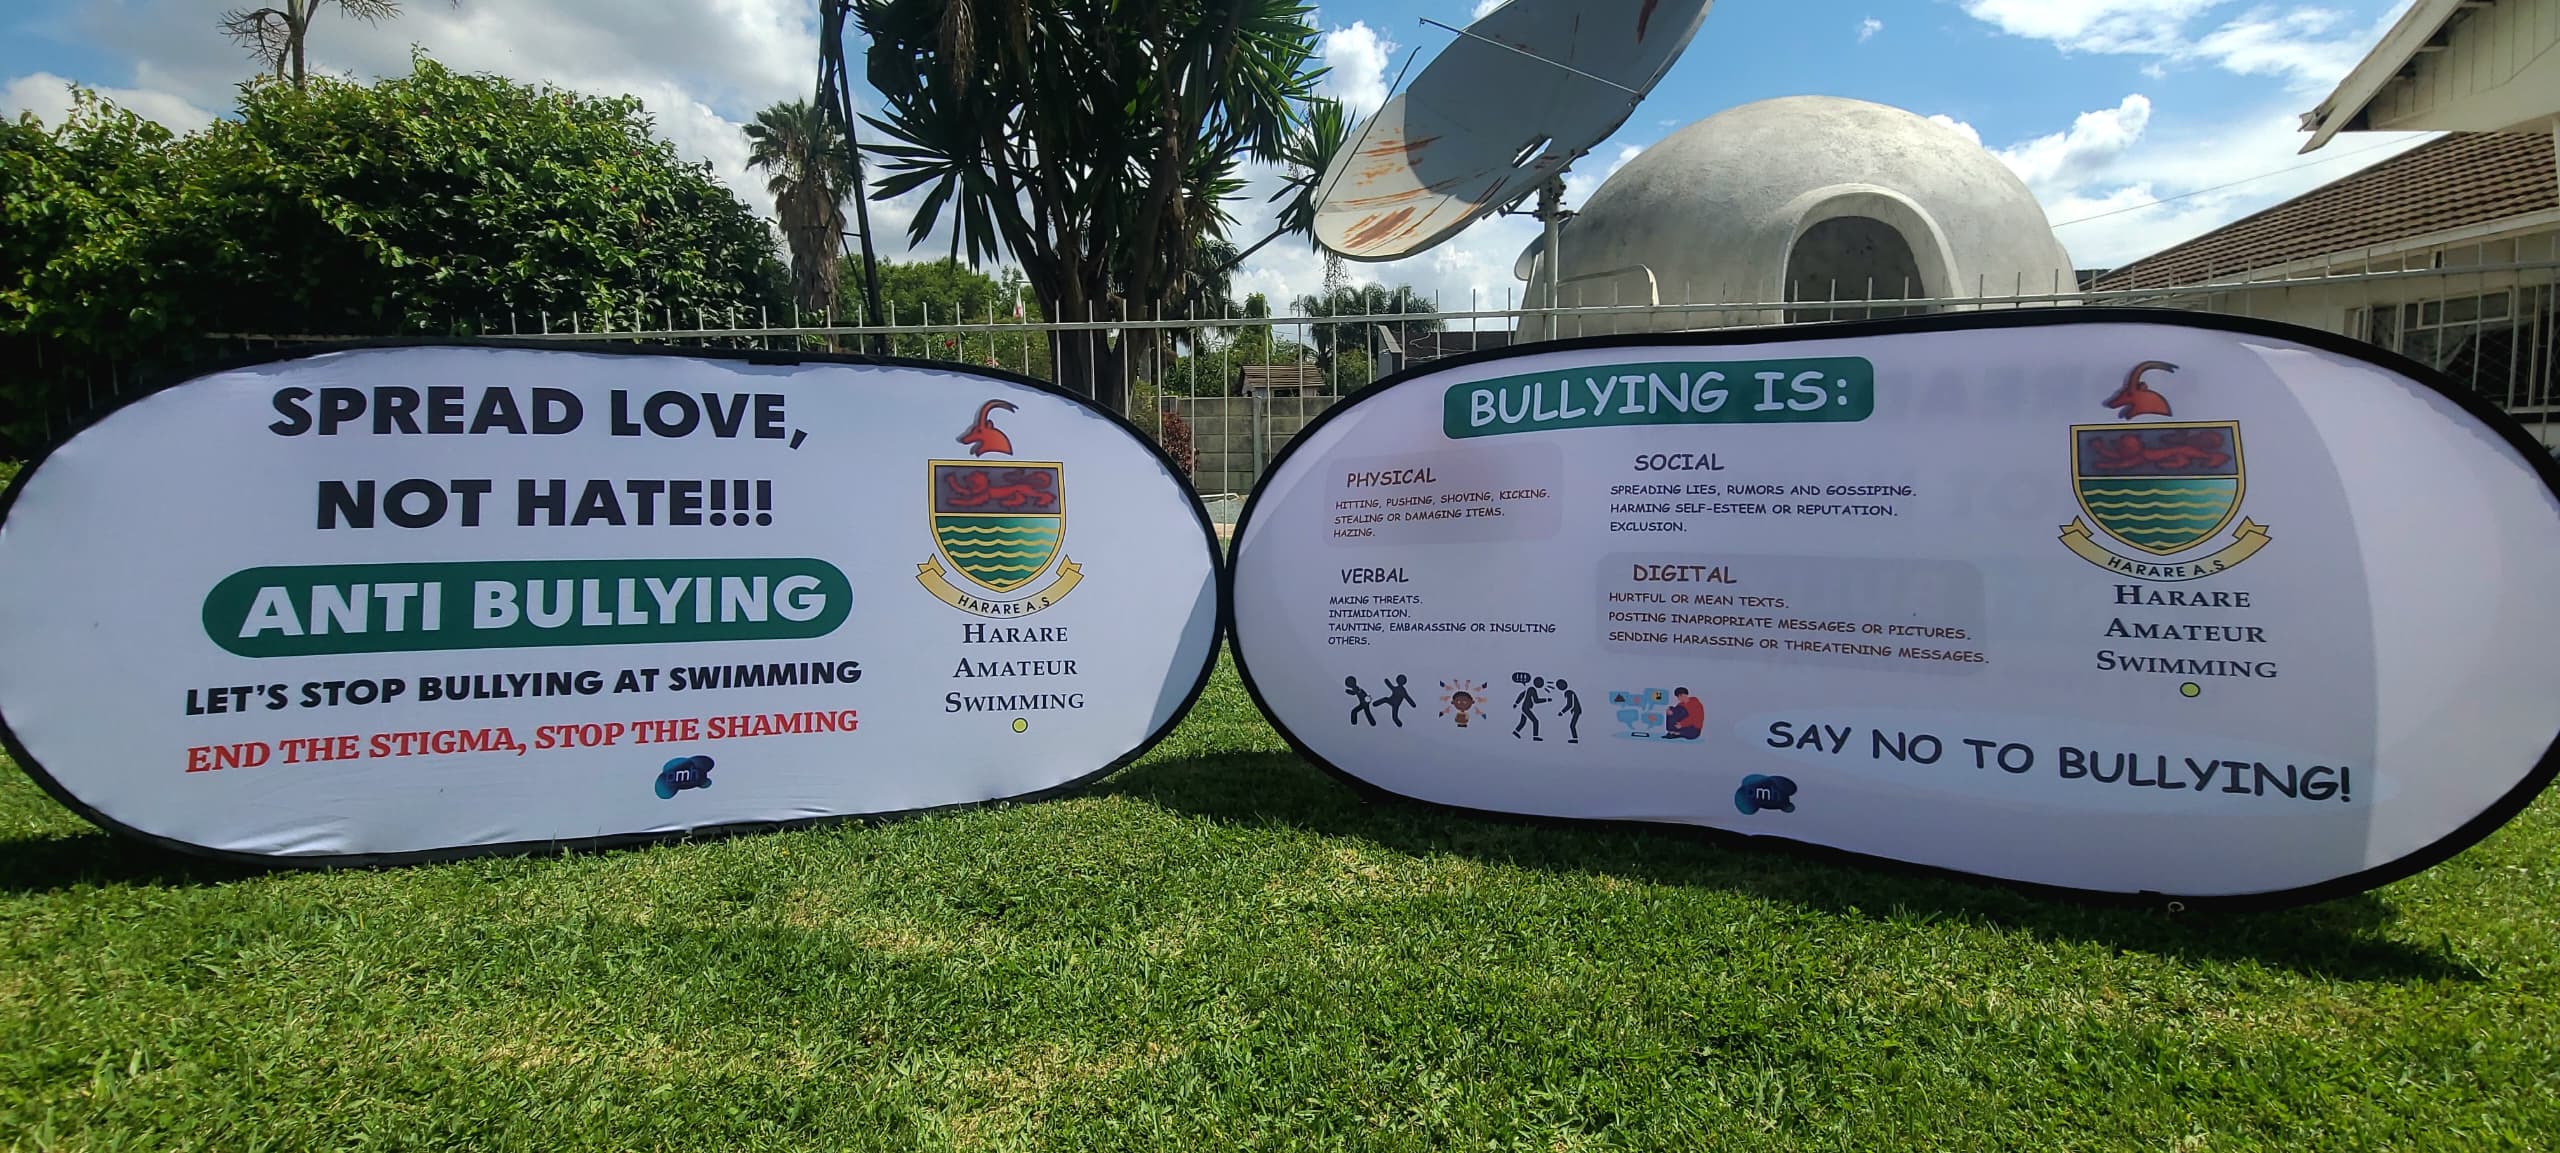 SPREAD LOVE,
NOT HATE!!!
ANTI BULLYING
LET'S STOP BULLYING AT SWIMMING
END THE STIGMA, STOP THE SHAMING
pmh
HARARE A.S
HARARE
AMATEUR
SWIMMING
BULLYING IS:
PHYSICAL
HITTING, PUSHING, SHOVING, KICKING.
STEALING OR DAMAGING ITEMS.
HAZING.
SOCIAL
SPREADING LIES, RUMORS AND GOSSIPING.
HARMING SELF-ESTEEM OR REPUTATION.
EXCLUSION.
VERBAL
MAKING THREATS.
INTIMIDATION.
TAUNTING, EMBARASSING OR INSULTING
OTHERS.
DIGITAL
HURTFUL OR MEAN TEXTS.
POSTING INAPROPRIATE MESSAGES OR PICTURES.
SENDING HARASSING OR THREATENING MESSAGES.
!!!
SAY NO TO BULLYING!
pmh
HARARE A.S
HARARE
AMATEUR
SWIMMING